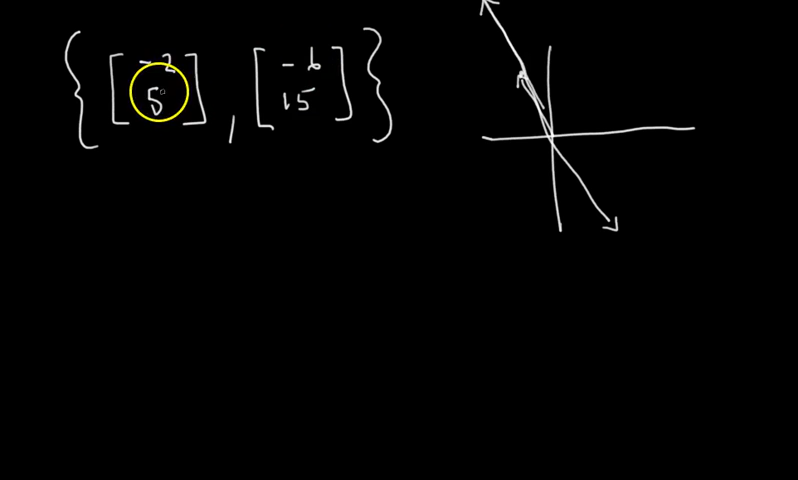 { [ -2 ] , [ -6 ] }
{ [ 5 ] , [ 15 ] }